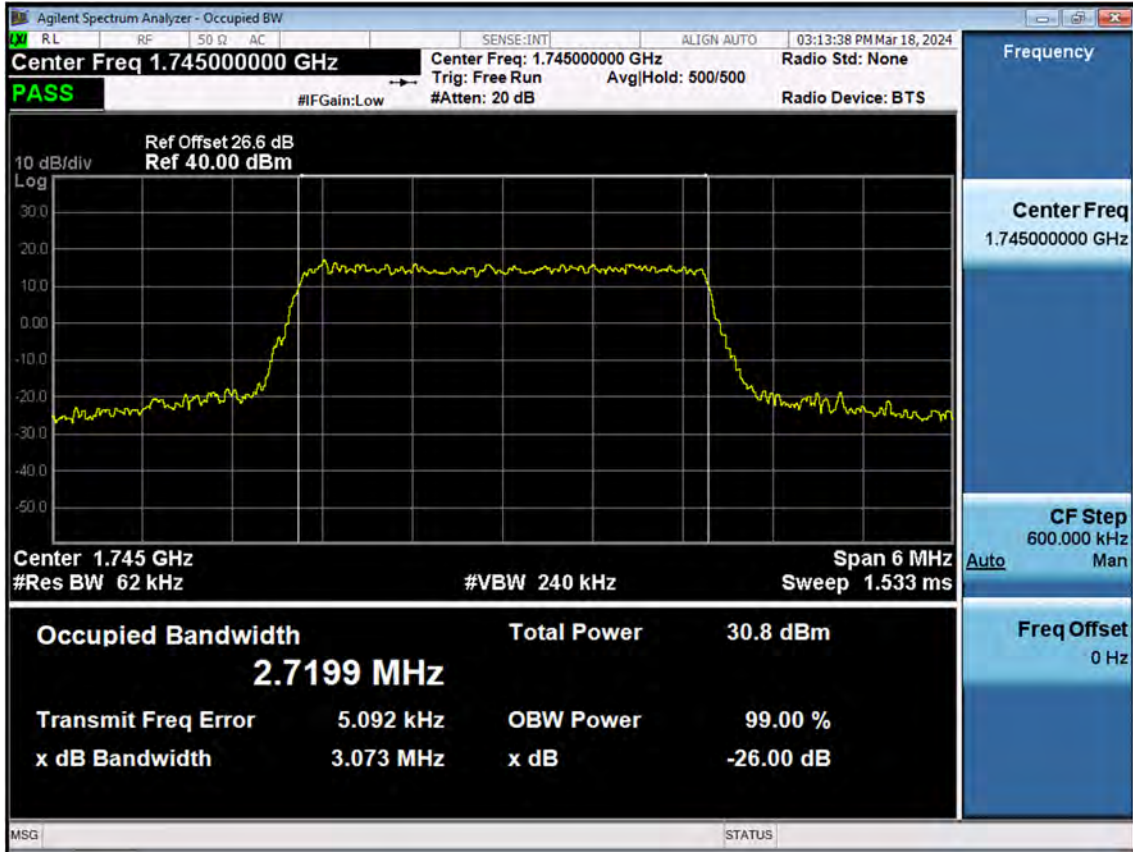 Agilent Spectrum Analyzer - Occupied BW
LXI RL RF 50 Ω AC SENSE:INT ALIGN AUTO 03:13:38 PM Mar 18, 2024
Center Freq 1.745000000 GHz
PASS
#IFGain:Low
Center Freq: 1.745000000 GHz
Trig: Free Run Avg|Hold: 500/500
#Atten: 20 dB
Radio Std: None
Radio Device: BTS
Ref Offset 26.6 dB
10 dB/div Ref 40.00 dBm
Log
30.0
20.0
10.0
0.00
-10.0
-20.0
-30.0
-40.0
-50.0
Center 1.745 GHz Span 6 MHz
#Res BW 62 kHz #VBW 240 kHz Sweep 1.533 ms
Occupied Bandwidth Total Power 30.8 dBm
2.7199 MHz
Transmit Freq Error 5.092 kHz OBW Power 99.00 %
x dB Bandwidth 3.073 MHz x dB -26.00 dB
MSG STATUS
Frequency
Center Freq
1.745000000 GHz
CF Step
600.000 kHz
Auto Man
Freq Offset
0 Hz